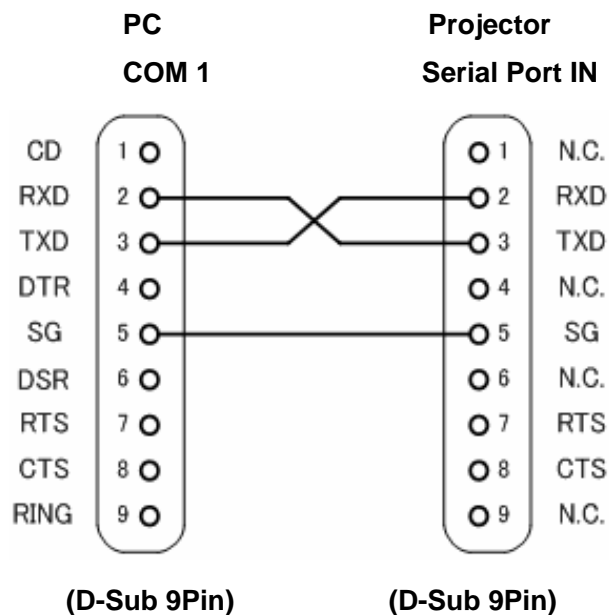 PC Projector
COM 1 Serial Port IN
CD 1 1 N.C.
RXD 2 2 RXD
TXD 3 3 TXD
DTR 4 4 N.C.
SG 5 5 SG
DSR 6 6 N.C.
RTS 7 7 RTS
CTS 8 8 CTS
RING 9 9 N.C.
(D-Sub 9Pin) (D-Sub 9Pin)